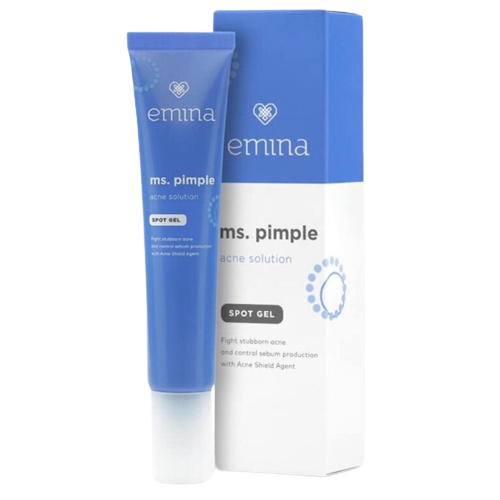 emina
ms. pimple
acne solution
SPOT GEL
Fight stubborn acne
and control sebum production
with Acne Shield Agent
emina
ms. pimple
acne solution
SPOT GEL
Fight stubborn acne
and control sebum production
with Acne Shield Agent